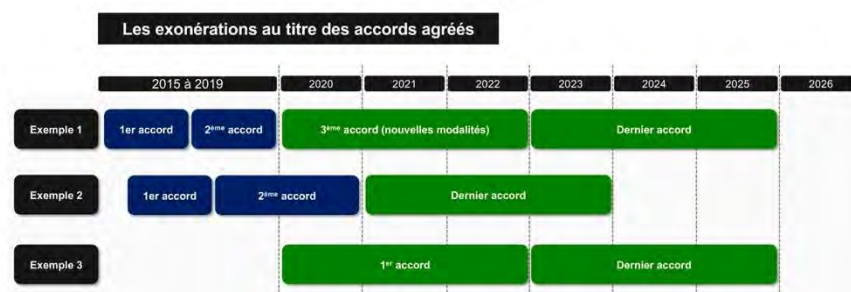 Les exonérations au titre des accords agréés
2015 à 2019 2020 2021 2022 2023 2024 2025 2026
Exemple 1 1er accord 2ème accord 3ème accord (nouvelles modalités) Dernier accord
Exemple 2 1er accord 2ème accord Dernier accord
Exemple 3 1er accord Dernier accord